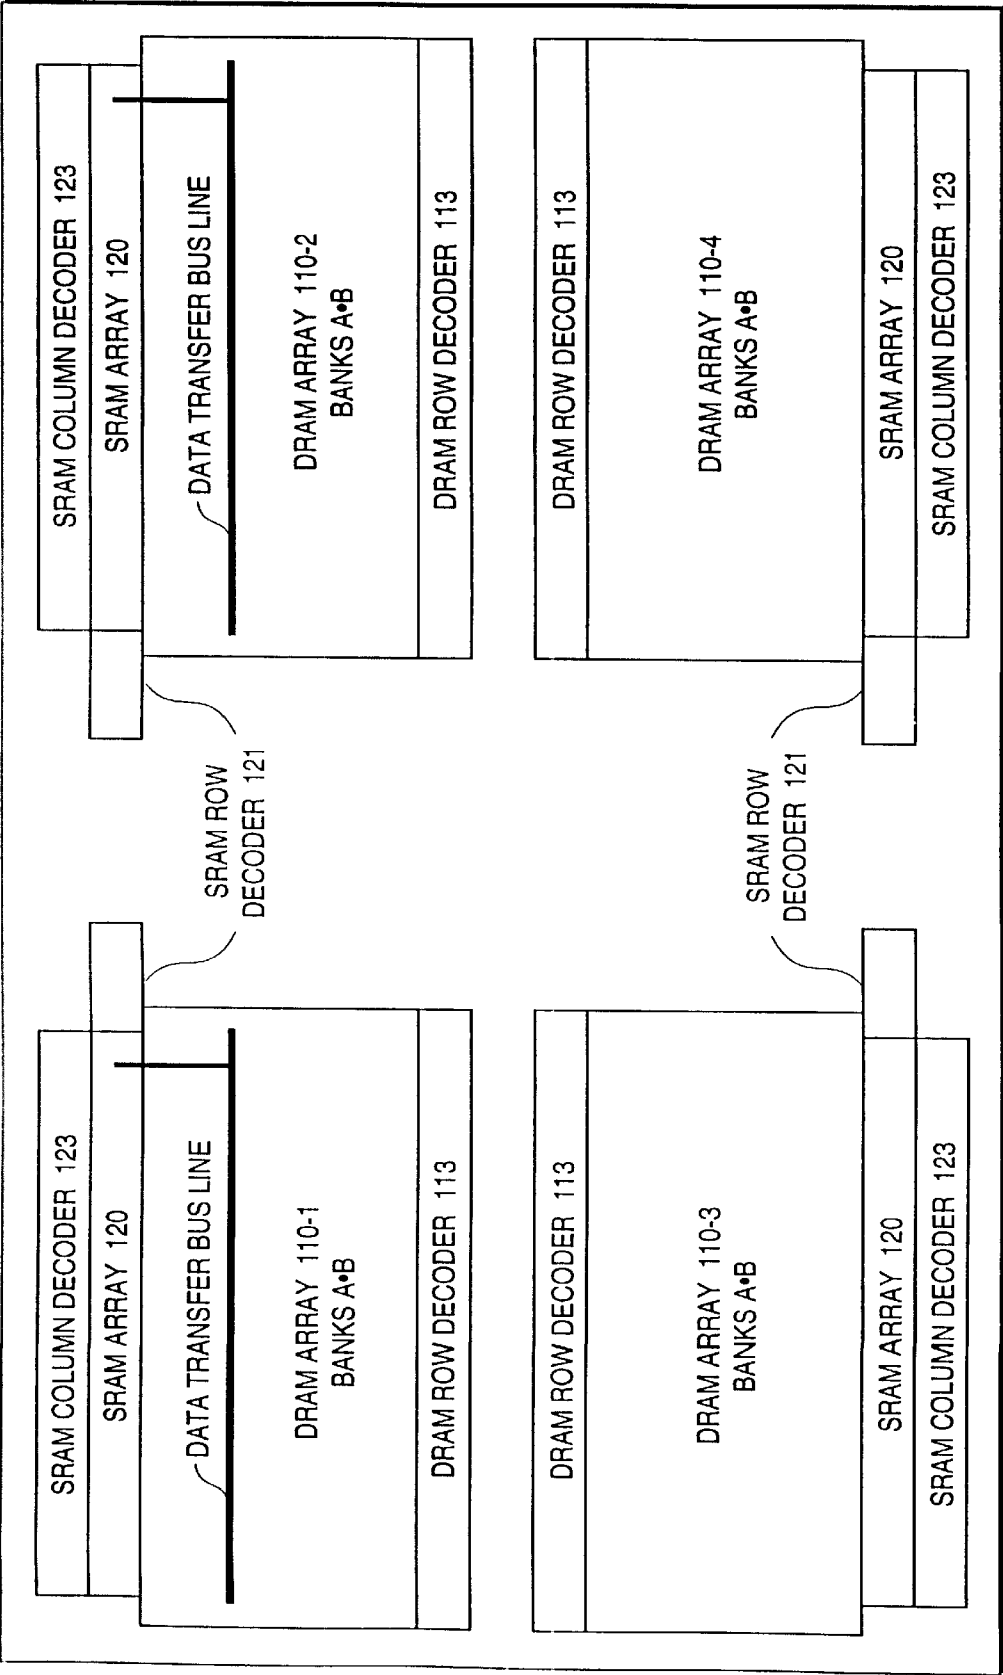 SRAM COLUMN DECODER 123
SRAM COLUMN DECODER 123
SRAM ARRAY 120
SRAM ARRAY 120
DATA TRANSFER BUS LINE
SRAM ROW
DECODER 121
DATA TRANSFER BUS LINE
DRAM ARRAY 110-1
BANKS A•B
DRAM ARRAY 110-2
BANKS A•B
DRAM ROW DECODER 113
DRAM ROW DECODER 113
DRAM ROW DECODER 113
DRAM ROW DECODER 113
DRAM ARRAY 110-3
BANKS A•B
SRAM ROW
DECODER 121
DRAM ARRAY 110-4
BANKS A•B
SRAM ARRAY 120
SRAM ARRAY 120
SRAM COLUMN DECODER 123
SRAM COLUMN DECODER 123